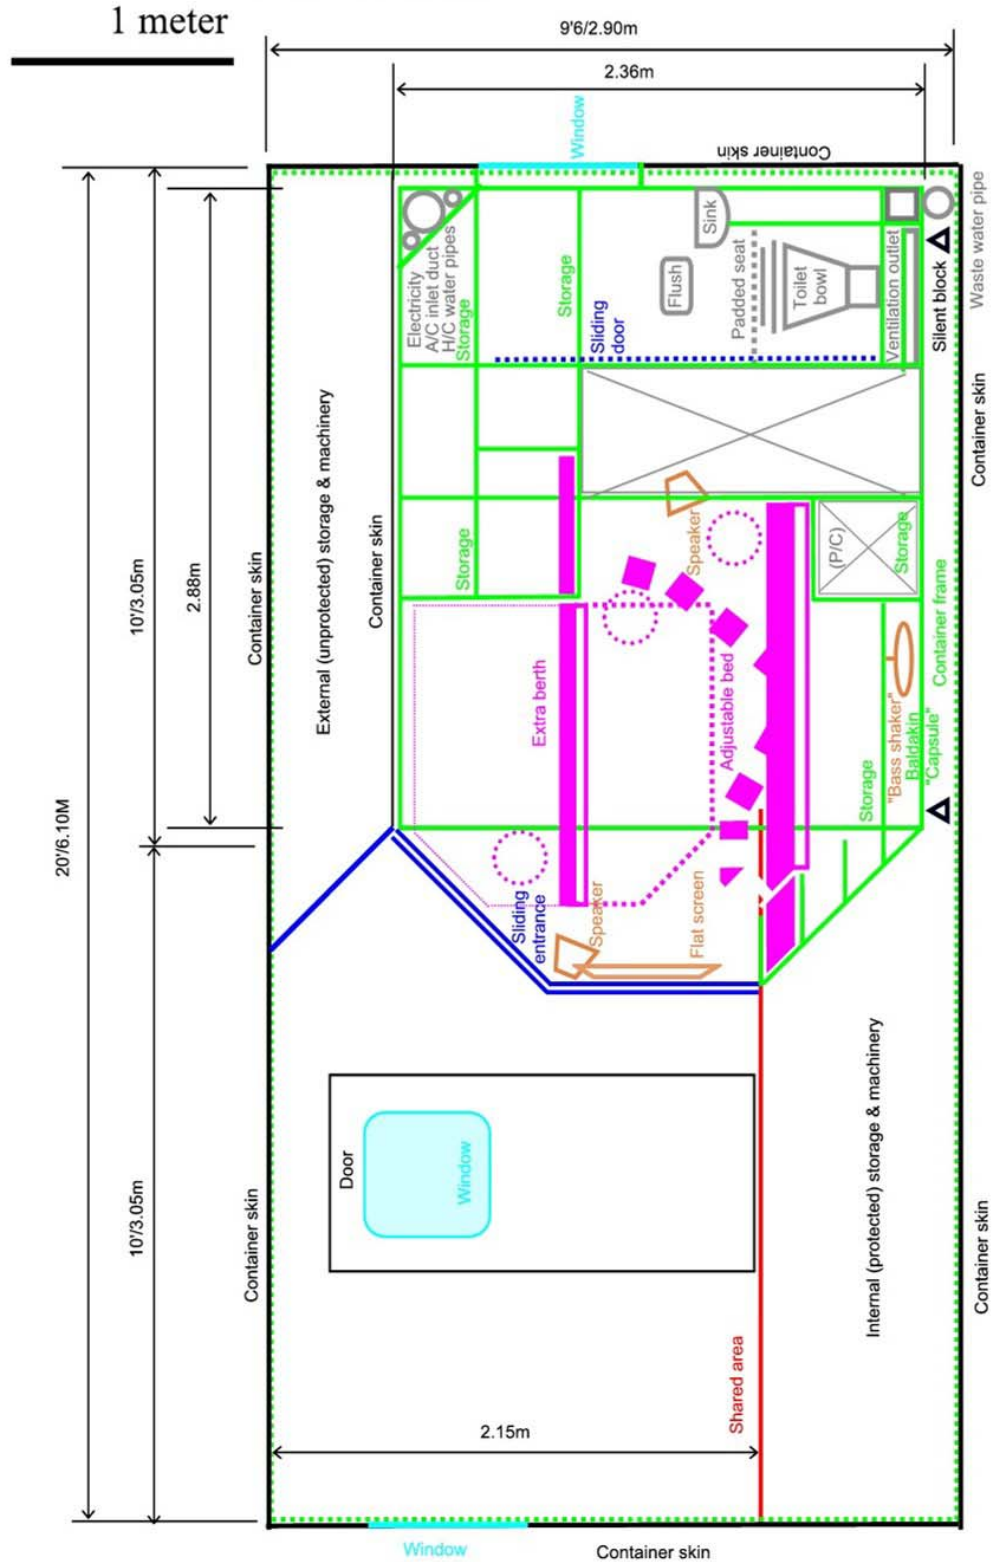 1 meter
9'6/2.90m
2.36m
Window
Container skin
Waste water pipe
Sink
Flush
Padded seat
Toilet
bowl
Ventilation outlet
Silent block
Electricity
A/C inlet duct
H/C water pipes
Storage
Storage
Sliding
door
Container skin
External (unprotected) storage & machinery
Container skin
Container skin
10'/3.05m
2.88m
20'/6.10M
Storage
Speaker
(P/C)
Storage
Container frame
Extra berth
Adjustable bed
"Bass shaker"
Baldakin
"Capsule"
Storage
Sliding
entrance
Speaker
Flat screen
Door
Window
Internal (protected) storage & machinery
10'/3.05m
Container skin
Container skin
Shared area
2.15m
Window
Container skin